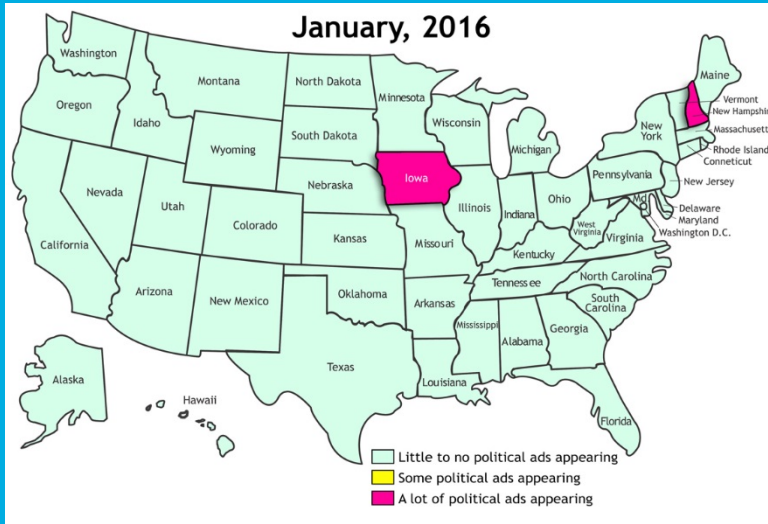 January, 2016
Washington
Montana
North Dakota
Minnesota
Maine
Oregon
Idaho
Wyoming
South Dakota
Wisconsin
Michigan
New York
Vermont
New Hampshire
Massachusett
Rhode Island
Conneticut
Nevada
Utah
Colorado
Nebraska
Iowa
Illinois
Indiana
Ohio
Pennsylvania
New Jersey
Delaware
Md
Maryland
Washington D.C.
California
Kansas
Missouri
Kentucky
West Virginia
Virginia
Arizona
New Mexico
Oklahoma
Arkansas
Tennessee
North Carolina
South Carolina
Texas
Louisiana
Mississippi
Alabama
Georgia
Florida
Alaska
Hawaii
Little to no political ads appearing
Some political ads appearing
A lot of political ads appearing